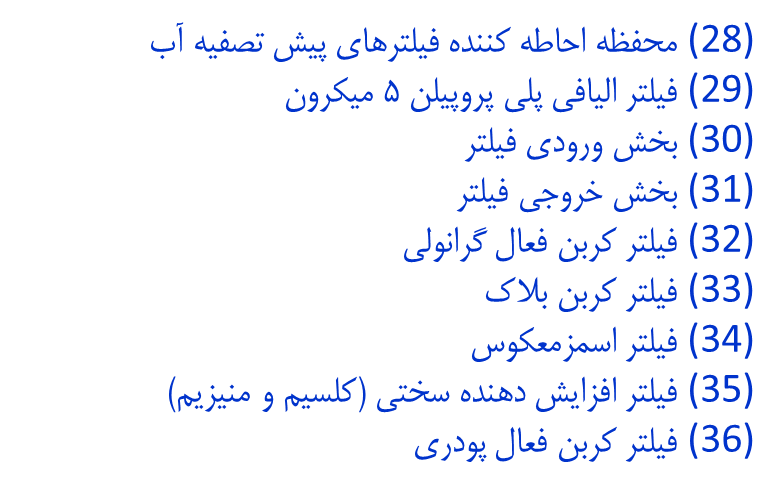 (28) محفظه احاطه کننده فیلترهای پیش تصفیه آب
(29) فیلتر الیافی پلی پروپیلن ۵ میکرون
(30) بخش ورودی فیلتر
(31) بخش خروجی فیلتر
(32) فیلتر کربن فعال گرانولی
(33) فیلتر کربن بلاک
(34) فیلتر اسمزمعکوس
(35) فیلتر افزایش دهنده سختی (کلسیم و منیزیم)
(36) فیلتر کربن فعال پودری